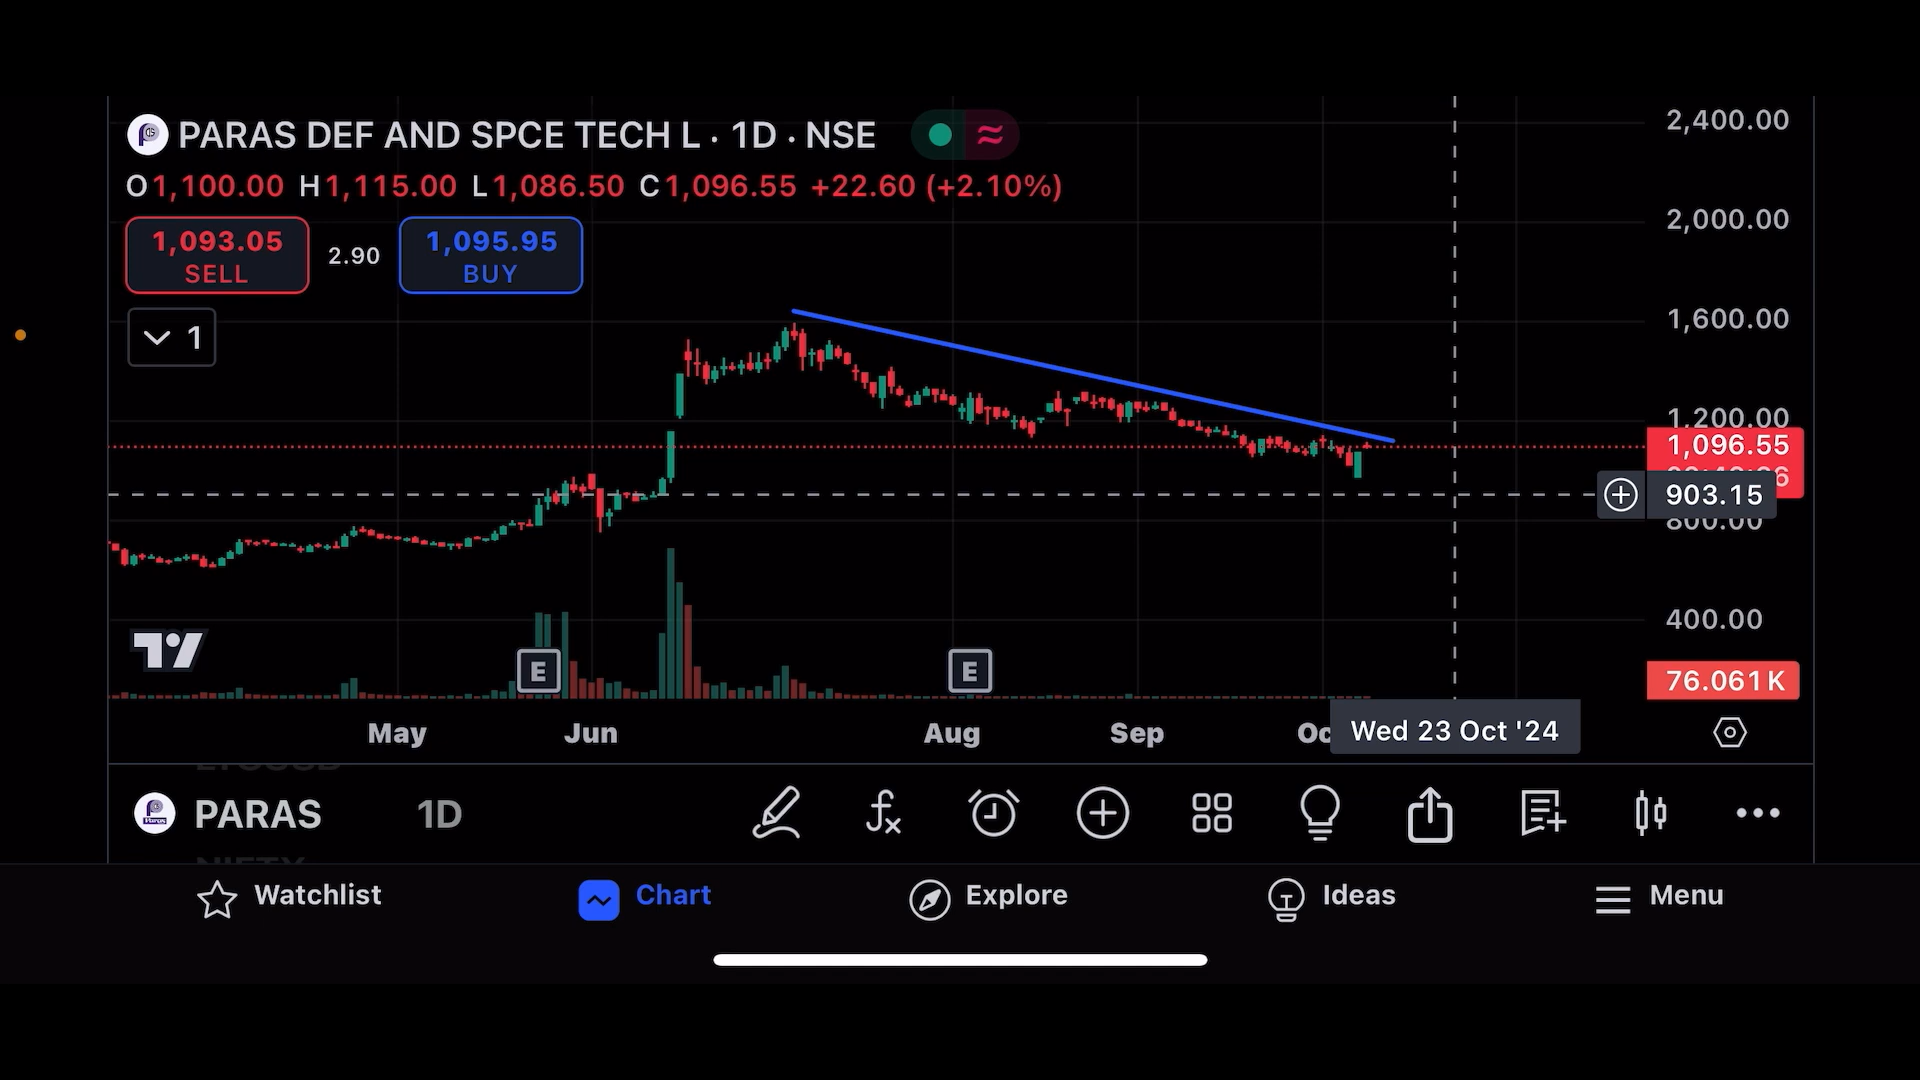 PARAS DEF AND SPCE TECH L · 1D · NSE
O1,100.00 H1,115.00 L1,086.50 C1,096.55 +22.60 (+2.10%)
1,093.05
SELL
2.90
1,095.95
BUY
1
2,400.00
2,000.00
1,600.00
1,200.00
1,096.55
903.15
800.00
400.00
76.061K
E
E
May Jun Aug Sep Wed 23 Oct '24
PARAS 1D
Watchlist Chart Explore Ideas Menu